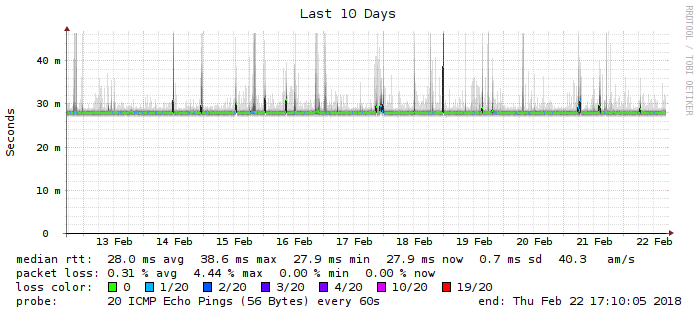 Last 10 Days
RRDTOOL / TOBI OETIKER
Seconds
40 m
30 m
20 m
10 m
0
13 Feb 14 Feb 15 Feb 16 Feb 17 Feb 18 Feb 19 Feb 20 Feb 21 Feb 22 Feb
median rtt: 28.0 ms avg 38.6 ms max 27.9 ms min 27.9 ms now 0.7 ms sd 40.3 am/s
packet loss: 0.31 % avg 4.44 % max 0.00 % min 0.00 % now
loss color: 0 1/20 2/20 3/20 4/20 10/20 19/20
probe: 20 ICMP Echo Pings (56 Bytes) every 60s end: Thu Feb 22 17:10:05 2018